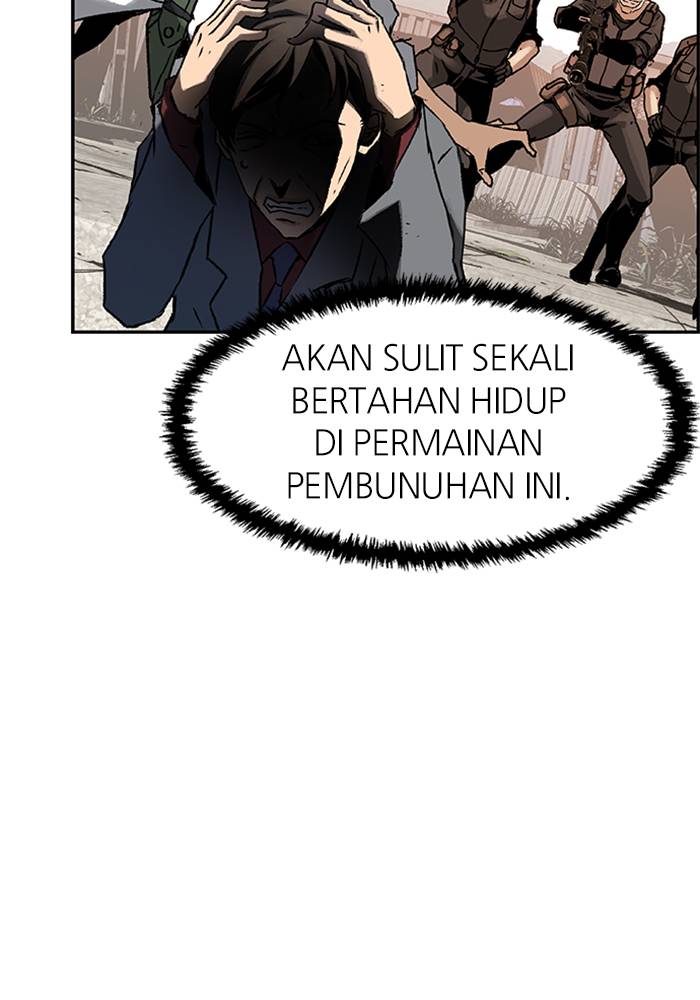 AKAN SULIT SEKALI
BERTAHAN HIDUP
DI PERMAINAN
PEMBUNUHAN INI.